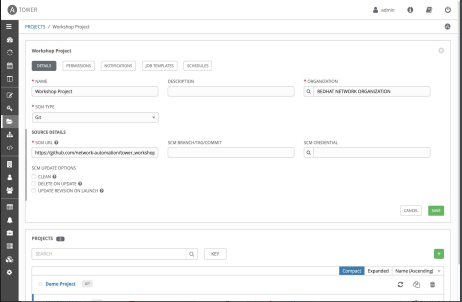 TOWER
admin
PROJECTS / Workshop Project
Workshop Project
DETAILS PERMISSIONS NOTIFICATIONS JOB TEMPLATES SCHEDULES
* NAME DESCRIPTION * ORGANIZATION
Workshop Project REDHAT NETWORK ORGANIZATION
* SCM TYPE
Git
SOURCE DETAILS
* SCM URL SCM BRANCH/TAG/COMMIT SCM CREDENTIAL
https://github.com/network-automation/tower_workshop
SCM UPDATE OPTIONS
CLEAN
DELETE ON UPDATE
UPDATE REVISION ON LAUNCH
CANCEL SAVE
PROJECTS
SEARCH KEY
Compact Expanded Name (Ascending)
Demo Project GIT